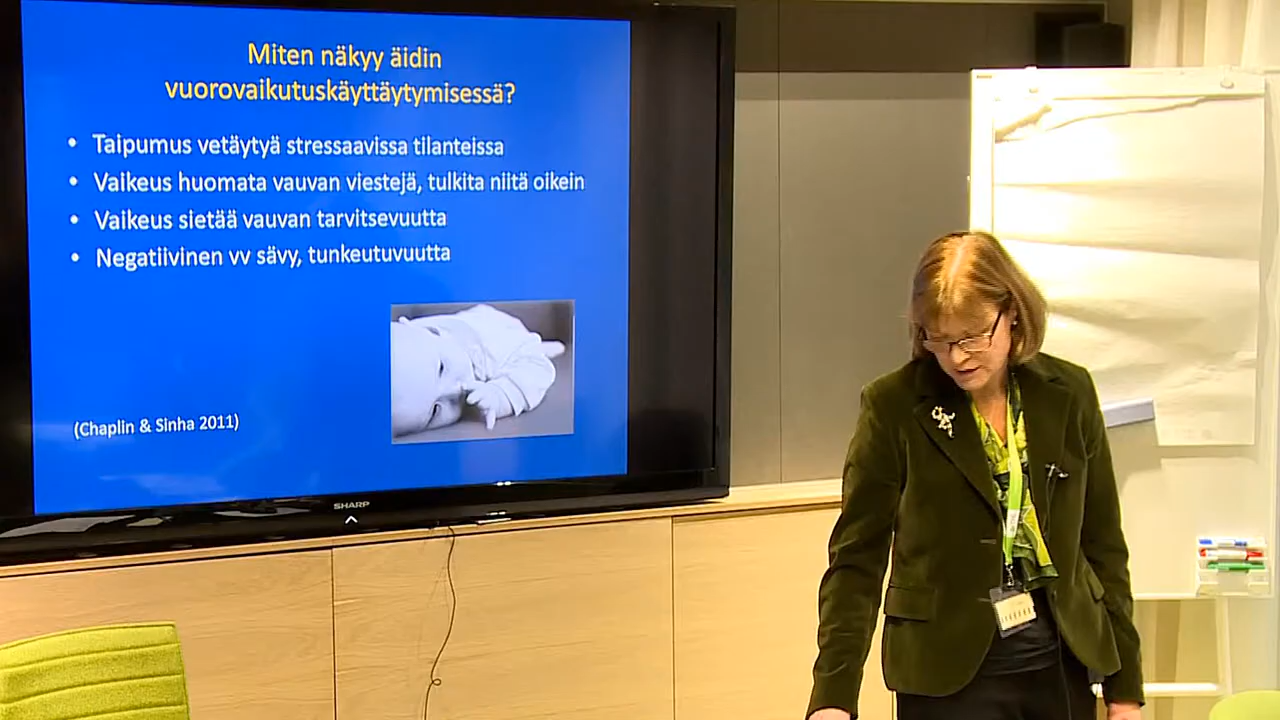 Miten näkyy äidin
vuorovaikutuskäyttäytymisessä?
• Taipumus vetäytyä stressaavissa tilanteissa
• Vaikeus huomata vauvan viestejä, tulkita niitä oikein
• Vaikeus sietää vauvan tarvitsevuutta
• Negatiivinen vv sävy, tunkeutuvuutta
(Chaplin & Sinha 2011)
SHARP